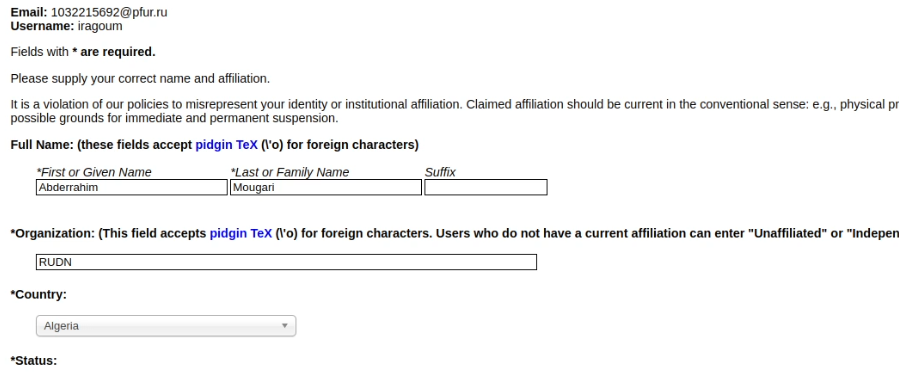 Email: 1032215692@pfur.ru
Username: iragoum
Fields with * are required.
Please supply your correct name and affiliation.
It is a violation of our policies to misrepresent your identity or institutional affiliation. Claimed affiliation should be current in the conventional sense: e.g., physical pr
possible grounds for immediate and permanent suspension.
Full Name: (these fields accept pidgin TeX (\'o) for foreign characters)
*First or Given Name *Last or Family Name Suffix
Abderrahim Mougari
*Organization: (This field accepts pidgin TeX (\'o) for foreign characters. Users who do not have a current affiliation can enter "Unaffiliated" or "Indepen
RUDN
*Country:
Algeria
*Status: